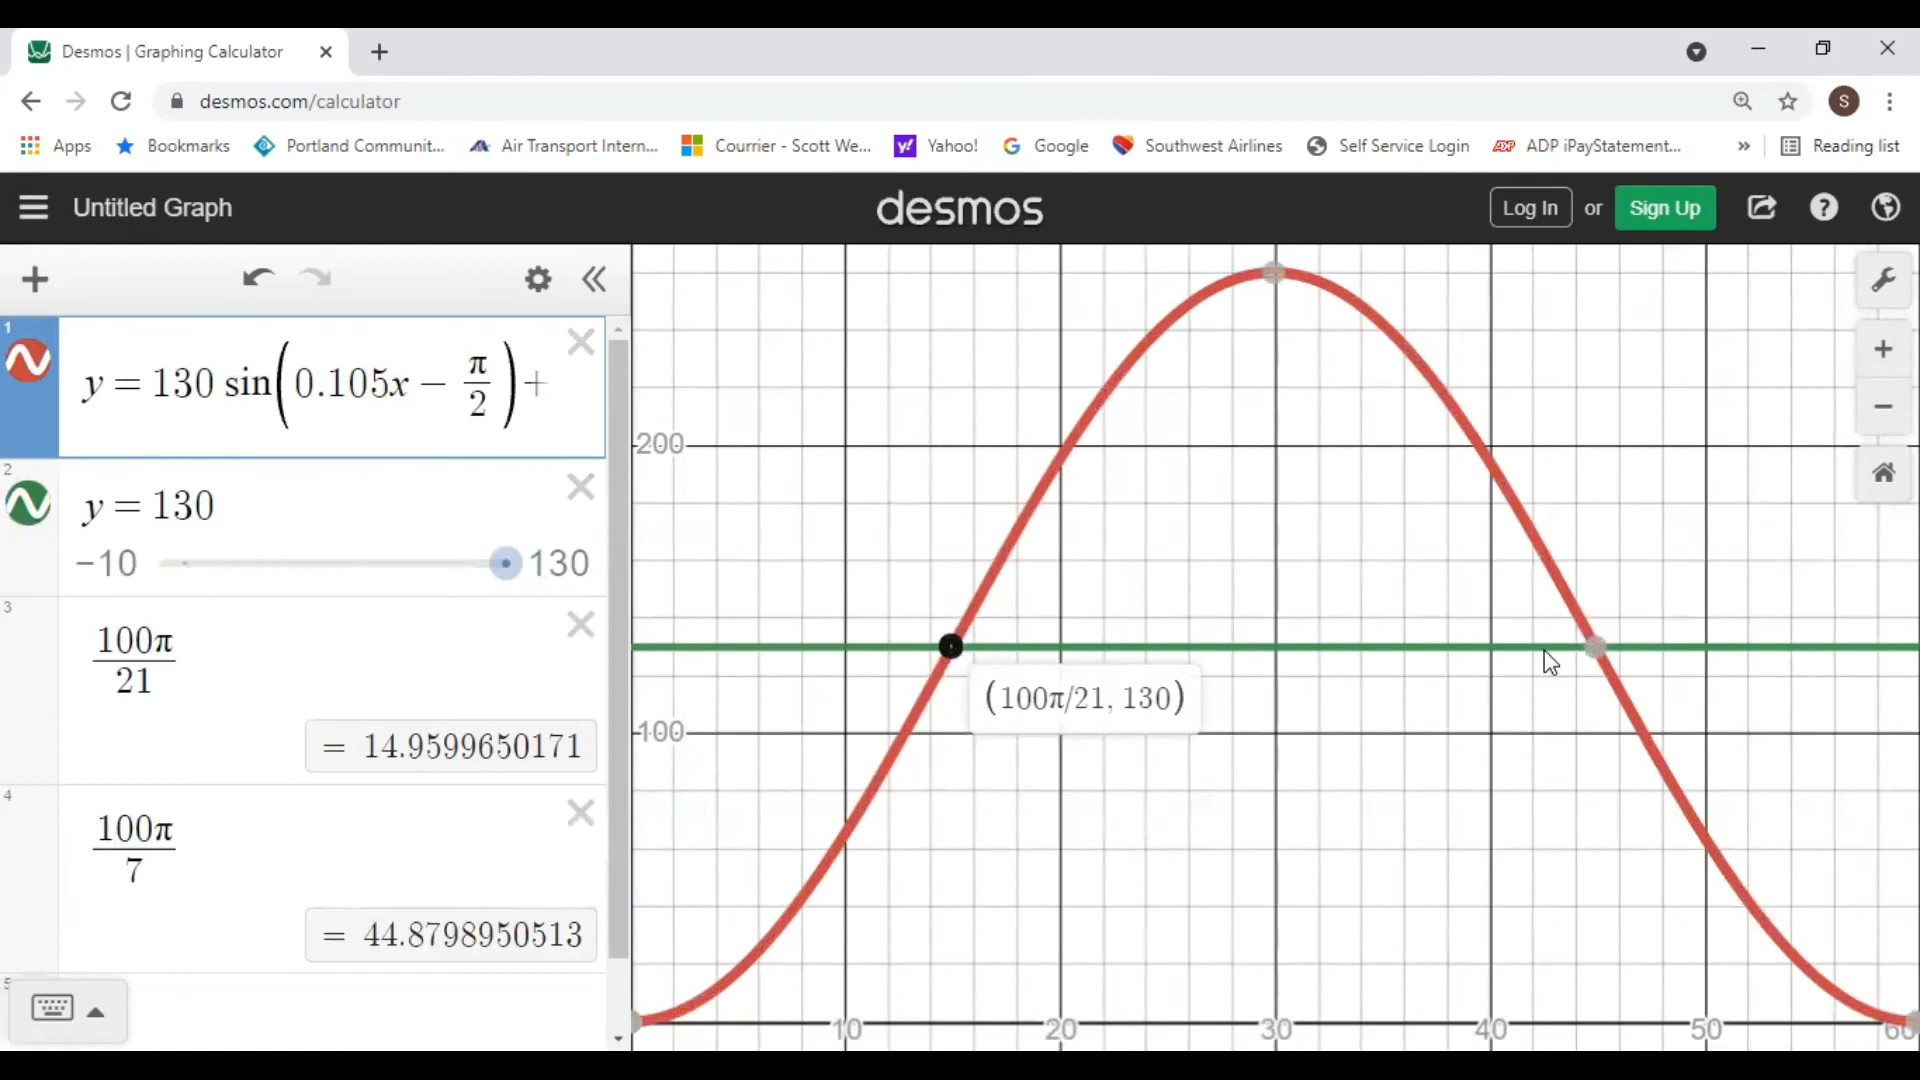 Desmos | Graphing Calculator
desmos.com/calculator
S
Apps Bookmarks Portland Communit... Air Transport Intern... Courrier - Scott We... Yahoo! Google Southwest Airlines Self Service Login ADP iPayStatement... » Reading list
Untitled Graph desmos Log In or Sign Up
1
y = 130 sin(0.105x − π/2) +
2
y = 130
−10 130
3
100π/21
= 14.9599650171
4
100π/7
= 44.8798950513
5
200
(100π/21, 130)
100
10 20 30 40 50 60